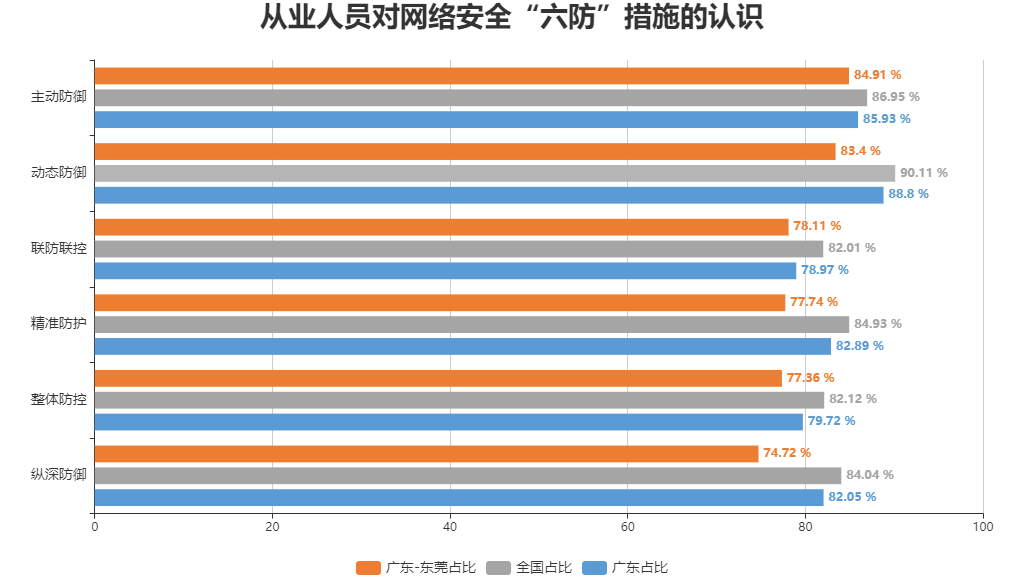 从业人员对网络安全“六防”措施的认识
主动防御
84.91 %
86.95 %
85.93 %
动态防御
83.4 %
90.11 %
88.8 %
联防联控
78.11 %
82.01 %
78.97 %
精准防护
77.74 %
84.93 %
82.89 %
整体防控
77.36 %
82.12 %
79.72 %
纵深防御
74.72 %
84.04 %
82.05 %
0 20 40 60 80 100
广东-东莞占比 全国占比 广东占比